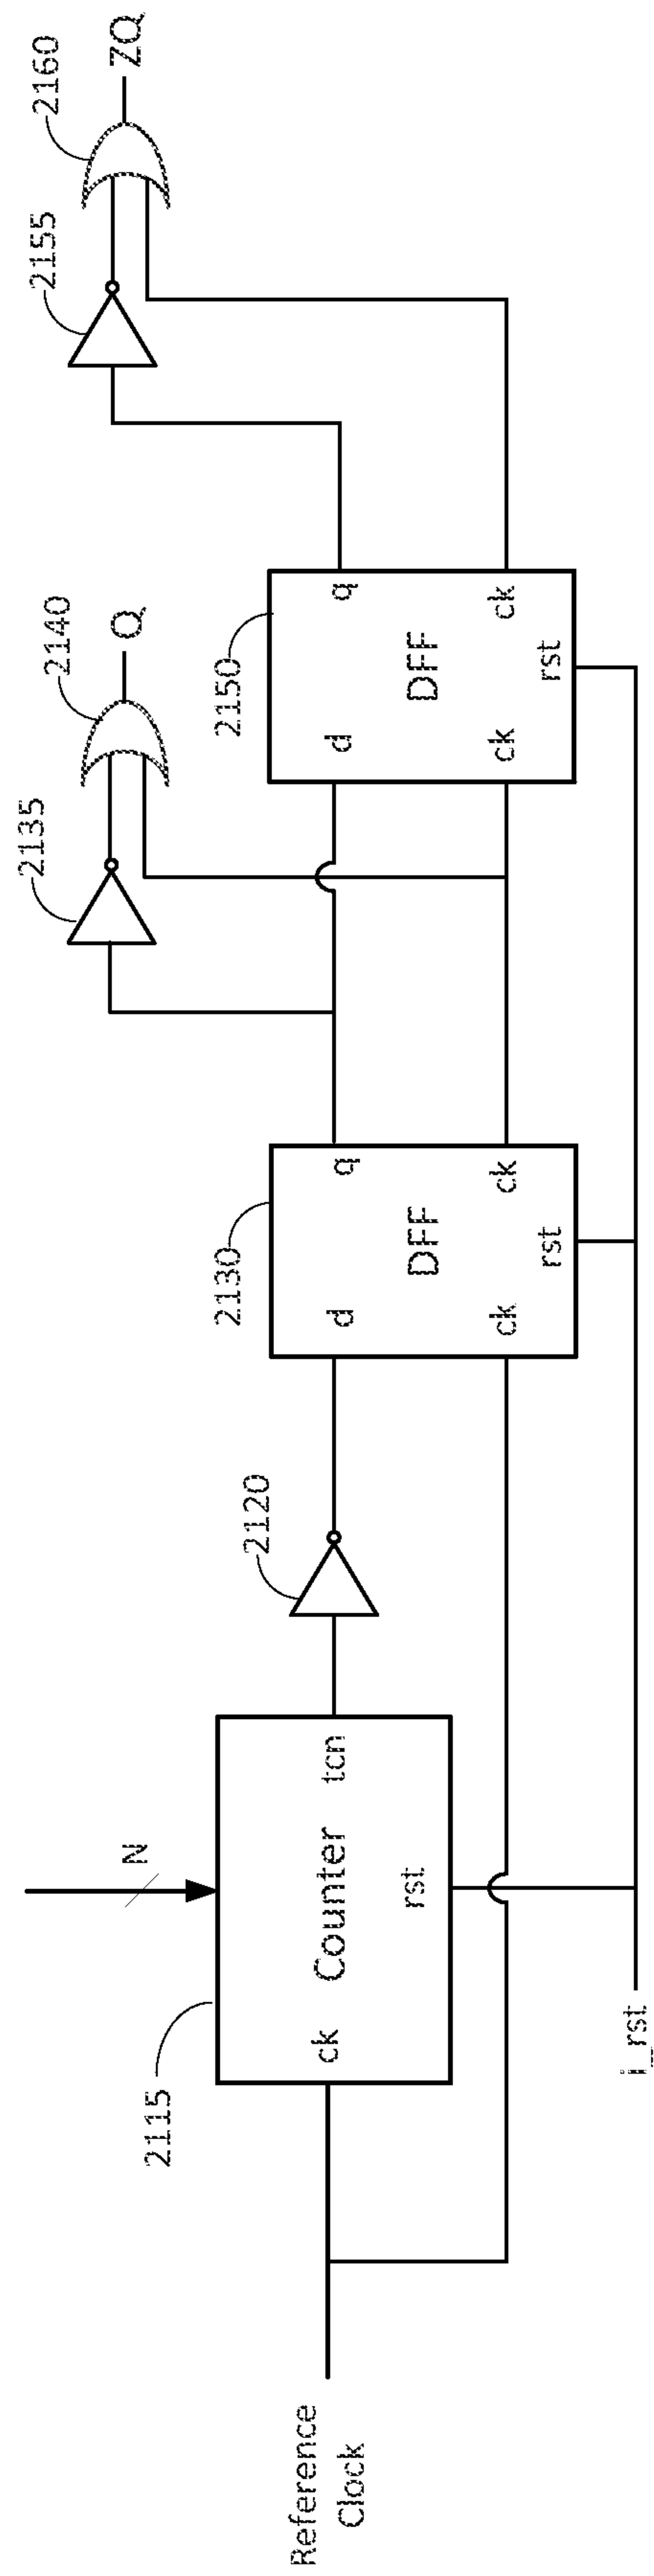 Reference
Clock
2115
N
ck
Counter
tcn
rst
i_rst
2120
2130
d
q
DFF
ck
ck
rst
2135
2140
Q
2150
d
q
DFF
ck
ck
rst
2155
2160
ZQ